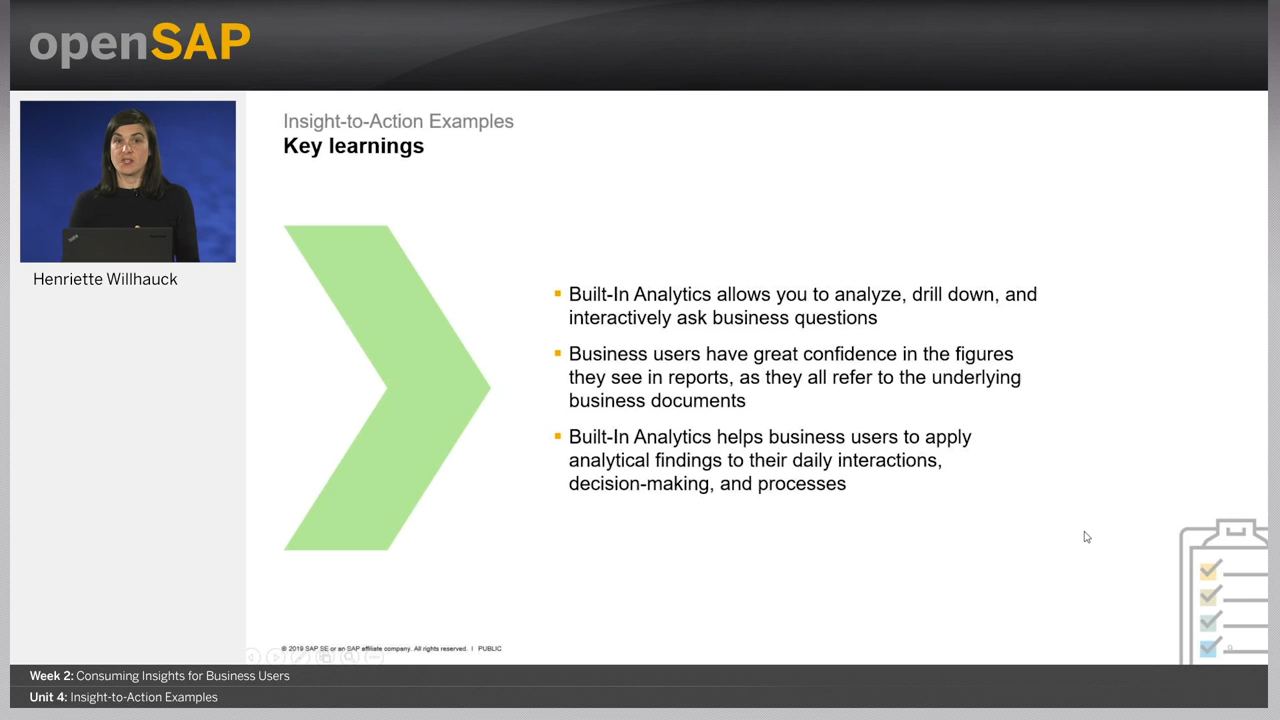 openSAP
Insight-to-Action Examples
Key learnings
Henriette Willhauck
Built-In Analytics allows you to analyze, drill down, and
interactively ask business questions
Business users have great confidence in the figures
they see in reports, as they all refer to the underlying
business documents
Built-In Analytics helps business users to apply
analytical findings to their daily interactions,
decision-making, and processes
© 2019 SAP SE or an SAP affiliate company. All rights reserved. I PUBLIC
Week 2: Consuming Insights for Business Users
Unit 4: Insight-to-Action Examples